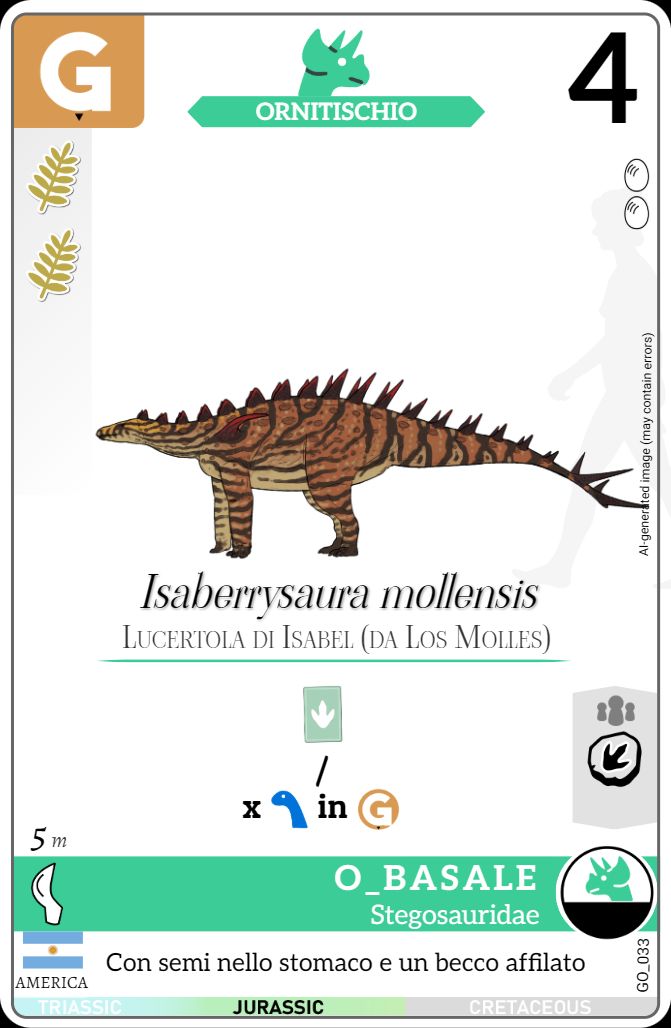 G
ORNITISCHIO
4
AI-generated image (may contain errors)
Isaberrysaura mollensis
Lucertola di Isabel (da Los Molles)
/
x in G
5 m
O_BASALE
Stegosauridae
AMERICA
Con semi nello stomaco e un becco affilato
GO_033
TRIASSIC JURASSIC CRETACEOUS